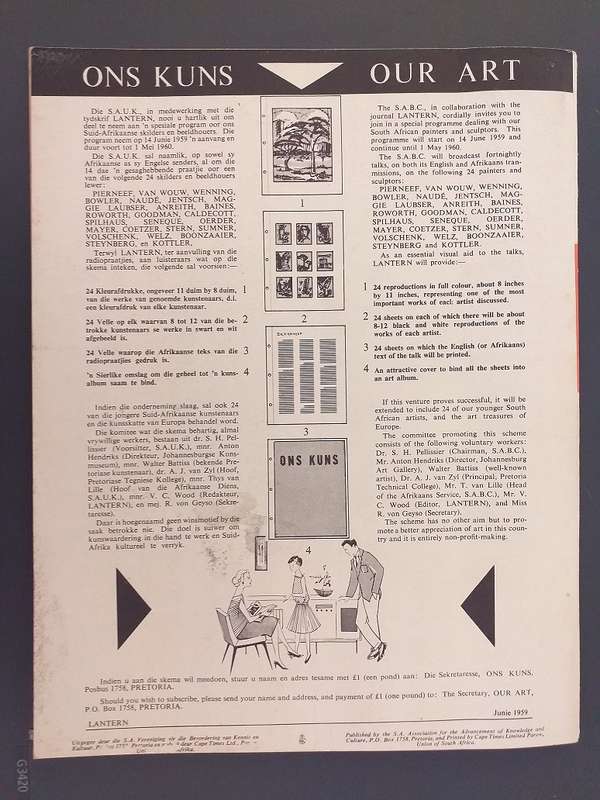 ONS KUNS
OUR ART
Die S.A.U.K., in medewerking met die
tydskrif LANTERN, nooi u hartlik uit om
deel te neem aan 'n spesiale program oor ons
Suid-Afrikaanse skilders en beeldhouers. Die
program neem op 14 Junie 1959 'n aanvang en
duur voort tot 1 Mei 1960.
Die S.A.U.K. sal naamlik, op sowel sy
Afrikaanse as sy Engelse senders, al om die
14 dae 'n gesaghebbende praatjie oor een
van die volgende 24 skilders en beeldhouers
lewer:
PIERNEEF, VAN WOUW, WENNING,
BOWLER, NAUDÉ, JENTSCH, MAG-
GIE LAUBSER, ANREITH, BAINES,
ROWORTH, GOODMAN, CALDECOTT,
SPILHAUS, SENEQUE, OERDER,
MAYER, COETZER, STERN, SUMNER,
VOLSCHENK, WELZ, BOONZAAIER,
STEYNBERG, en KOTTLER.
Terwyl LANTERN, ter aanvulling van die
radiopraatjies, aan luisteraars wat op die
skema inteken, die volgende sal voorsien:—
24 Kleurafdrukke, ongeveer 11 duim by 8 duim, 1
van die werke van genoemde kunstenaars, d.i.
een kleurafdruk van elke kunstenaar.
24 Velle op elk waarvan 8 tot 12 van die be- 2
trokke kunstenaars se werke in swart en wit
afgebeeld is.
24 Velle waarop die Afrikaanse teks van die 3
radiopraatjies gedruk is.
'n Sierlike omslag om die geheel tot 'n kuns- 4
album saam te bind.
Indien die onderneming slaag, sal ook 24
van die jongere Suid-Afrikaanse kunstenaars
en die kunsskatte van Europa behandel word.
Die komitee wat die skema behartig, almal
vrywillige werkers, bestaan uit dr. S. H. Pel-
lissier (Voorsitter, S.A.U.K.), mnr. Anton
Hendriks (Direkteur, Johannesburgse Kuns-
museum), mnr. Walter Battiss (bekende Pre-
toriase kunstenaar), dr. A. J. van Zyl (Hoof,
Pretoriase Tegniese Kollege), mnr. Thys van
Lille (Hoof van die Afrikaanse Diens,
S.A.U.K.), mnr. V. C. Wood (Redakteur,
LANTERN), en mej. R. von Geyso (Sekre-
taresse).
Daar is hoegenaamd geen winsmotief by die
saak betrokke nie. Die doel is suiwer om
kunswaardering in die hand te werk en Suid-
Afrika kultureel te verryk.
1
2
3
ONS KUNS
4
The S.A.B.C., in collaboration with the
journal LANTERN, cordially invites you to
join in a special programme dealing with our
South African painters and sculptors. This
programme will start on 14 June 1959 and
continue until 1 May 1960.
The S.A.B.C. will broadcast fortnightly
talks, on both its English and Afrikaans tran-
missions, on the following 24 painters and
sculptors:
PIERNEEF, VAN WOUW, WENNING,
BOWLER, NAUDÉ, JENTSCH, MAG-
GIE LAUBSER, ANREITH, BAINES,
ROWORTH, GOODMAN, CALDECOTT,
SPILHAUS, SENEQUE, OERDER,
MAYER, COETZER, STERN, SUMNER,
VOLSCHENK, WELZ, BOONZAAIER,
STEYNBERG and KOTTLER.
As an essential visual aid to the talks,
LANTERN will provide:—
1 24 reproductions in full colour, about 8 inches
by 11 inches, representing one of the most
important works of each artist discussed.
2 24 sheets on each of which there will be about
8-12 black and white reproductions of the
works of each artist.
3 24 sheets on which the English (or Afrikaans)
text of the talk will be printed.
4 An attractive cover to bind all the sheets into
an art album.
If this venture proves successful, it will be
extended to include 24 of our younger South
African artists, and the art treasures of
Europe.
The committee promoting this scheme
consists of the following voluntary workers:
Dr. S. H. Pellissier (Chairman, S.A.B.C.),
Mr. Anton Hendriks (Director, Johannesburg
Art Gallery), Walter Battiss (well-known
artist), Dr. A. J. van Zyl (Principal, Pretoria
Technical College), Mr. T. van Lille (Head
of the Afrikaans Service, S.A.B.C.), Mr. V.
C. Wood (Editor, LANTERN), and Miss
R. von Geyso (Secretary).
The scheme has no other aim but to pro-
mote a better appreciation of art in this coun-
try and it is entirely non-profit-making.
Indien u aan die skema wil meedoen, stuur u naam en adres tesame met £1 (een pond) aan: Die Sekretaresse, ONS KUNS,
Posbus 1758, PRETORIA.
Should you wish to subscribe, please send your name and address, and payment of £1 (one pound) to: The Secretary, OUR ART,
P.O. Box 1758, PRETORIA.
LANTERN
Junie 1959
Uitgegee deur die S.A. Vereniging vir die Bevordering van Kennis en
Kultuur, Pretoria en deur Cape Times Ltd.,
Published by the S.A. Association for the Advancement of Knowledge and
Culture, P.O. Box 1758, Pretoria, and Printed by Cape Times Limited Parow,
Union of South Africa.
G3420